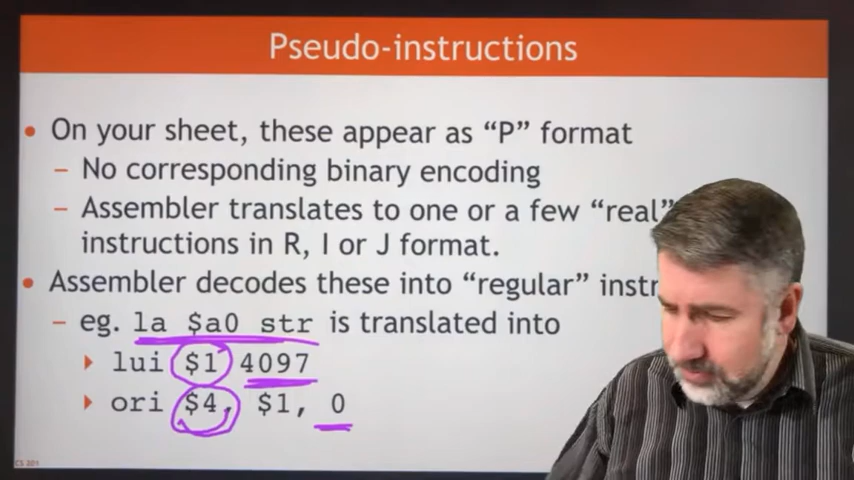 Pseudo-instructions
• On your sheet, these appear as “P” format
– No corresponding binary encoding
– Assembler translates to one or a few “real”
instructions in R, I or J format.
• Assembler decodes these into “regular” instr
– eg. la $a0 str is translated into
lui $1 4097
ori $4, $1, 0
CS 201